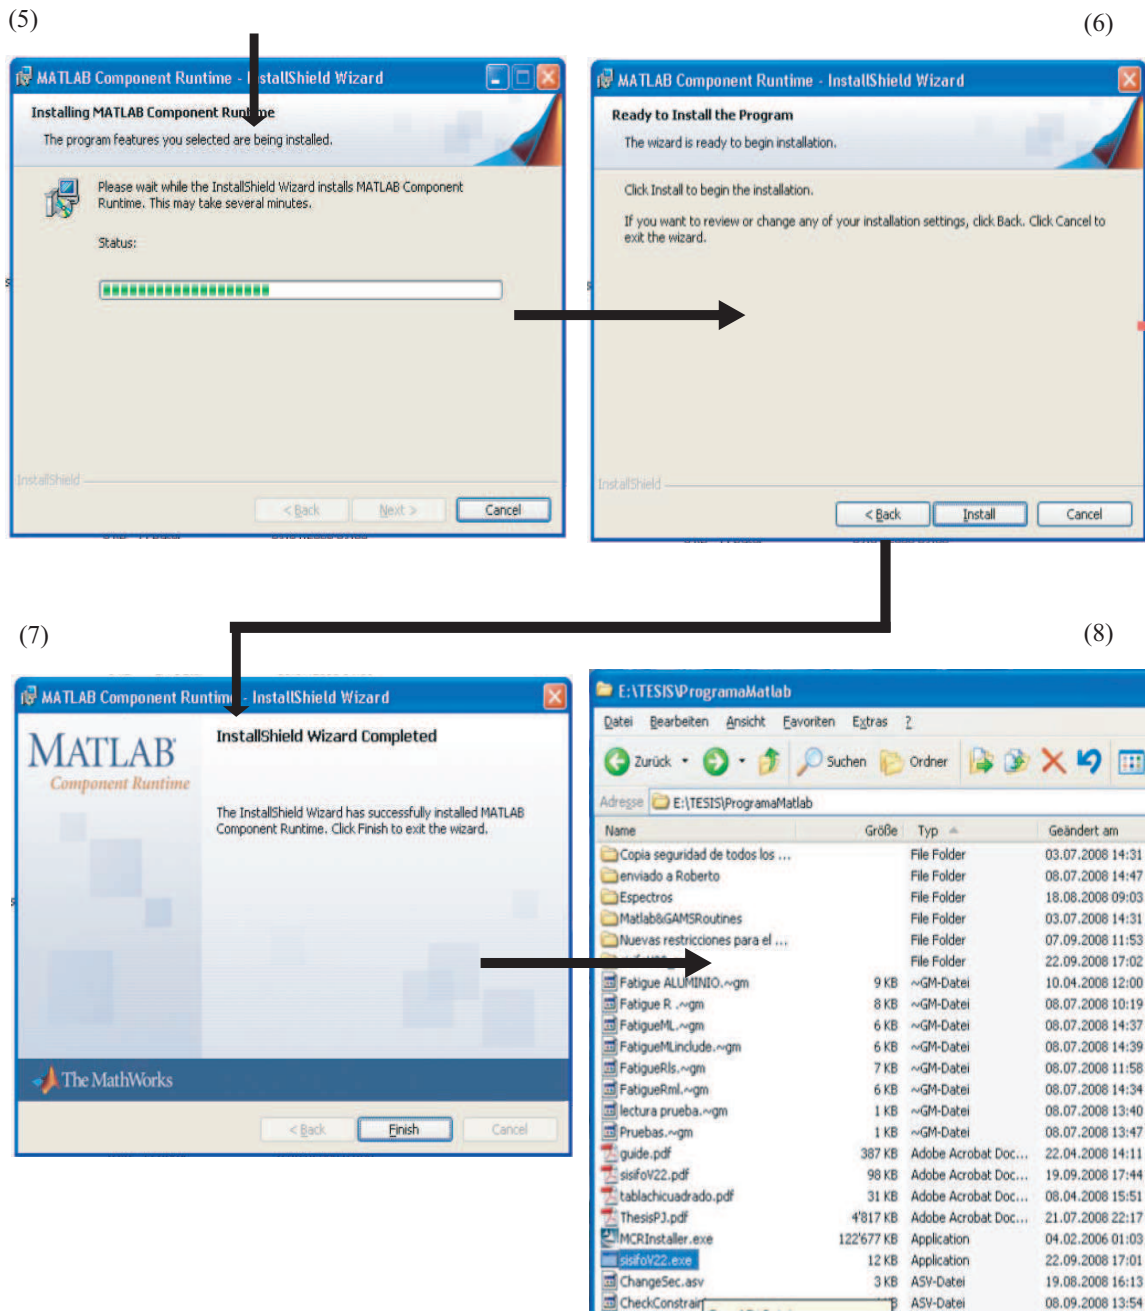 (5)
(6)
MATLAB Component Runtime - InstallShield Wizard
Installing MATLAB Component Runtime
The program features you selected are being installed.
Please wait while the InstallShield Wizard installs MATLAB Component
Runtime. This may take several minutes.
Status:
InstallShield
< Back Next > Cancel
MATLAB Component Runtime - InstallShield Wizard
Ready to Install the Program
The wizard is ready to begin installation.
Click Install to begin the installation.
If you want to review or change any of your installation settings, click Back. Click Cancel to
exit the wizard.
InstallShield
< Back Install Cancel
(7)
(8)
MATLAB Component Runtime - InstallShield Wizard
MATLAB
Component Runtime
InstallShield Wizard Completed
The InstallShield Wizard has successfully installed MATLAB
Component Runtime. Click Finish to exit the wizard.
The MathWorks
< Back Finish Cancel
E:\TESIS\ProgramaMatlab
Datei Bearbeiten Ansicht Favoriten Extras ?
Zurück Suchen Ordner
Adresse E:\TESIS\ProgramaMatlab
Name Größe Typ Geändert am
Copia seguridad de todos los ... File Folder 03.07.2008 14:31
enviado a Roberto File Folder 08.07.2008 14:47
Espectros File Folder 18.08.2008 09:03
Matlab&GAMSRoutines File Folder 03.07.2008 14:31
Nuevas restricciones para el ... File Folder 07.09.2008 11:53
File Folder 22.09.2008 17:02
Fatigue ALUMINIO.~gm 9 KB ~GM-Datei 10.04.2008 12:00
Fatigue R .~gm 8 KB ~GM-Datei 08.07.2008 10:19
FatigueML.~gm 6 KB ~GM-Datei 08.07.2008 14:37
FatigueMLinclude.~gm 6 KB ~GM-Datei 08.07.2008 14:39
FatigueRls.~gm 7 KB ~GM-Datei 08.07.2008 11:58
FatigueRml.~gm 6 KB ~GM-Datei 08.07.2008 14:34
lectura prueba.~gm 1 KB ~GM-Datei 08.07.2008 13:40
Pruebas.~gm 1 KB ~GM-Datei 08.07.2008 13:47
guide.pdf 387 KB Adobe Acrobat Doc... 22.04.2008 14:11
sisifoV22.pdf 98 KB Adobe Acrobat Doc... 19.09.2008 17:44
tablachicuadrado.pdf 31 KB Adobe Acrobat Doc... 08.04.2008 15:51
ThesisPJ.pdf 4'817 KB Adobe Acrobat Doc... 21.07.2008 22:17
MCRInstaller.exe 122'677 KB Application 04.02.2006 01:03
sisifoV22.exe 12 KB Application 22.09.2008 17:01
ChangeSec.asv 3 KB ASV-Datei 19.08.2008 16:13
CheckConstrain ASV-Datei 08.09.2008 13:54